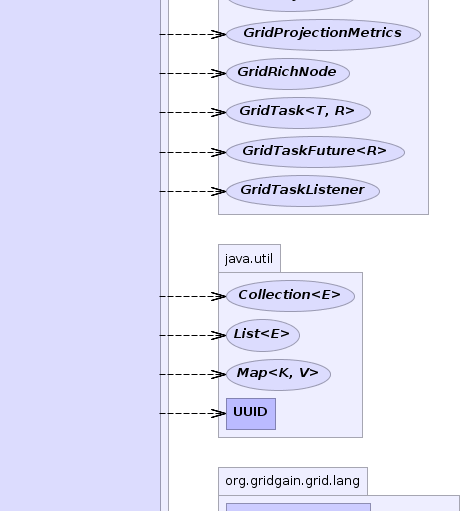 GridProjectionMetrics
GridRichNode
GridTask<T, R>
GridTaskFuture<R>
GridTaskListener
java.util
Collection<E>
List<E>
Map<K, V>
UUID
org.gridgain.grid.lang